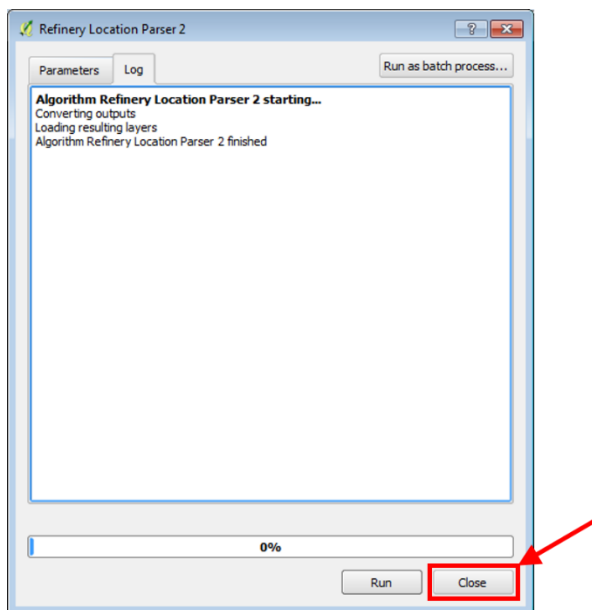 Refinery Location Parser 2
Parameters
Log
Run as batch process...
Algorithm Refinery Location Parser 2 starting...
Converting outputs
Loading resulting layers
Algorithm Refinery Location Parser 2 finished
0%
Run
Close